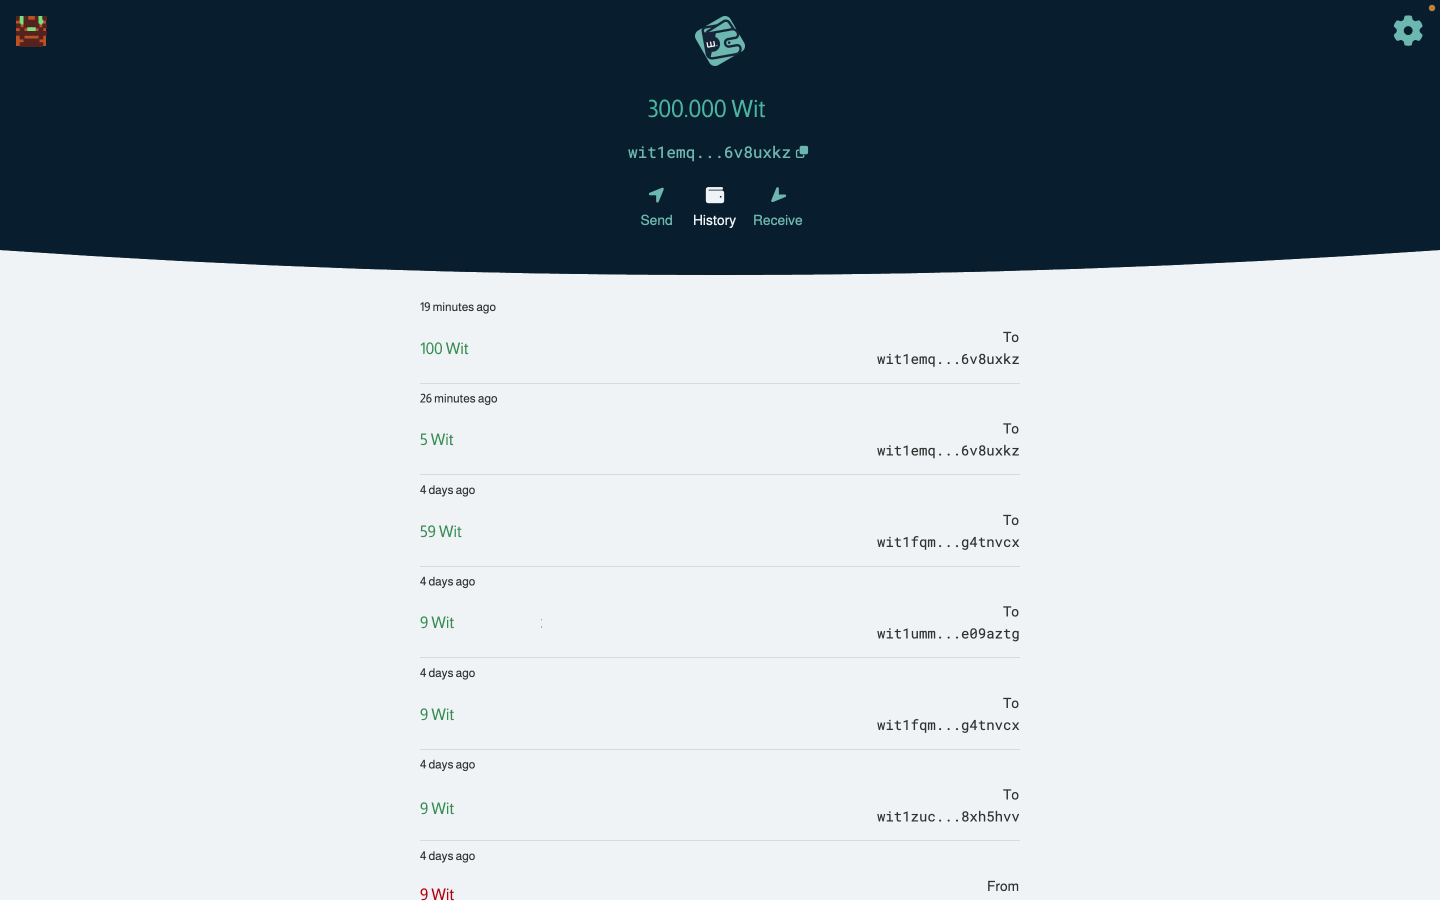 300.000 Wit
wit1emq...6v8uxkz
Send History Receive
19 minutes ago
100 Wit
To
wit1emq...6v8uxkz
26 minutes ago
5 Wit
To
wit1emq...6v8uxkz
4 days ago
59 Wit
To
wit1fqm...g4tnvcx
4 days ago
9 Wit
To
wit1umm...e09aztg
4 days ago
9 Wit
To
wit1fqm...g4tnvcx
4 days ago
9 Wit
To
wit1zuc...8xh5hvv
4 days ago
9 Wit
From